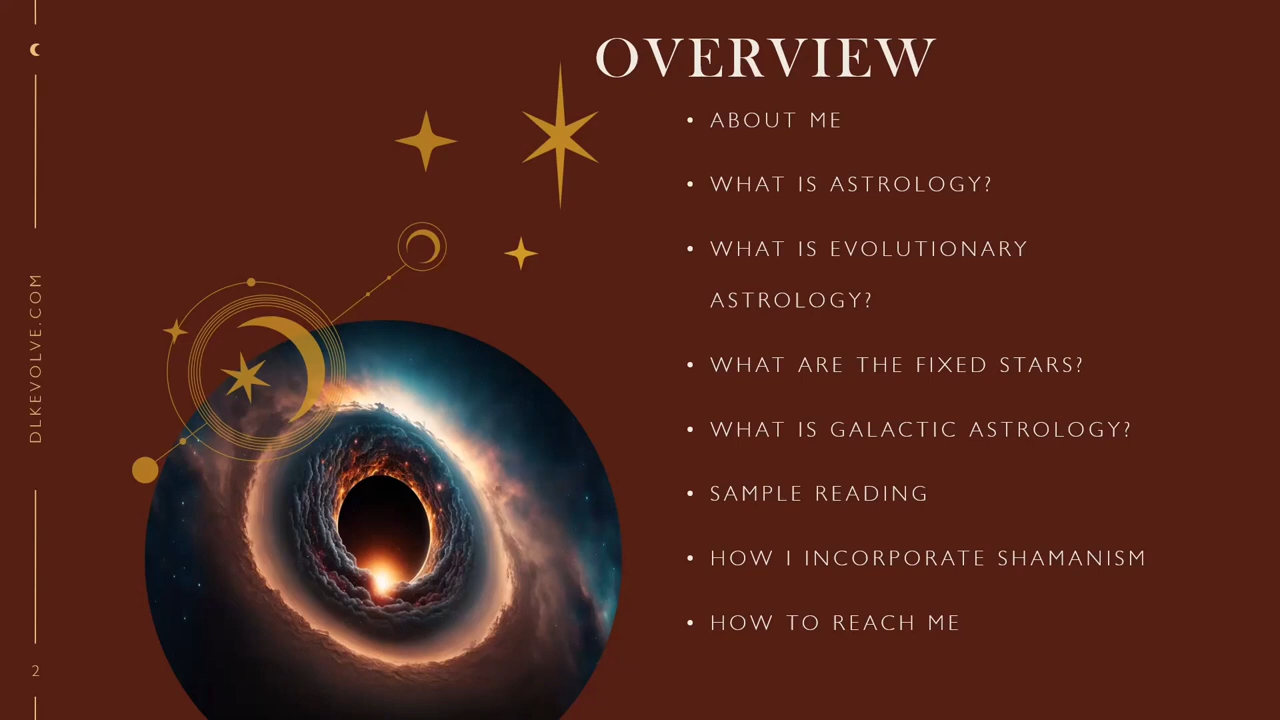 OVERVIEW
• ABOUT ME
• WHAT IS ASTROLOGY?
• WHAT IS EVOLUTIONARY
ASTROLOGY?
• WHAT ARE THE FIXED STARS?
• WHAT IS GALACTIC ASTROLOGY?
• SAMPLE READING
• HOW I INCORPORATE SHAMANISM
• HOW TO REACH ME
DLKEVOLVE.COM
2